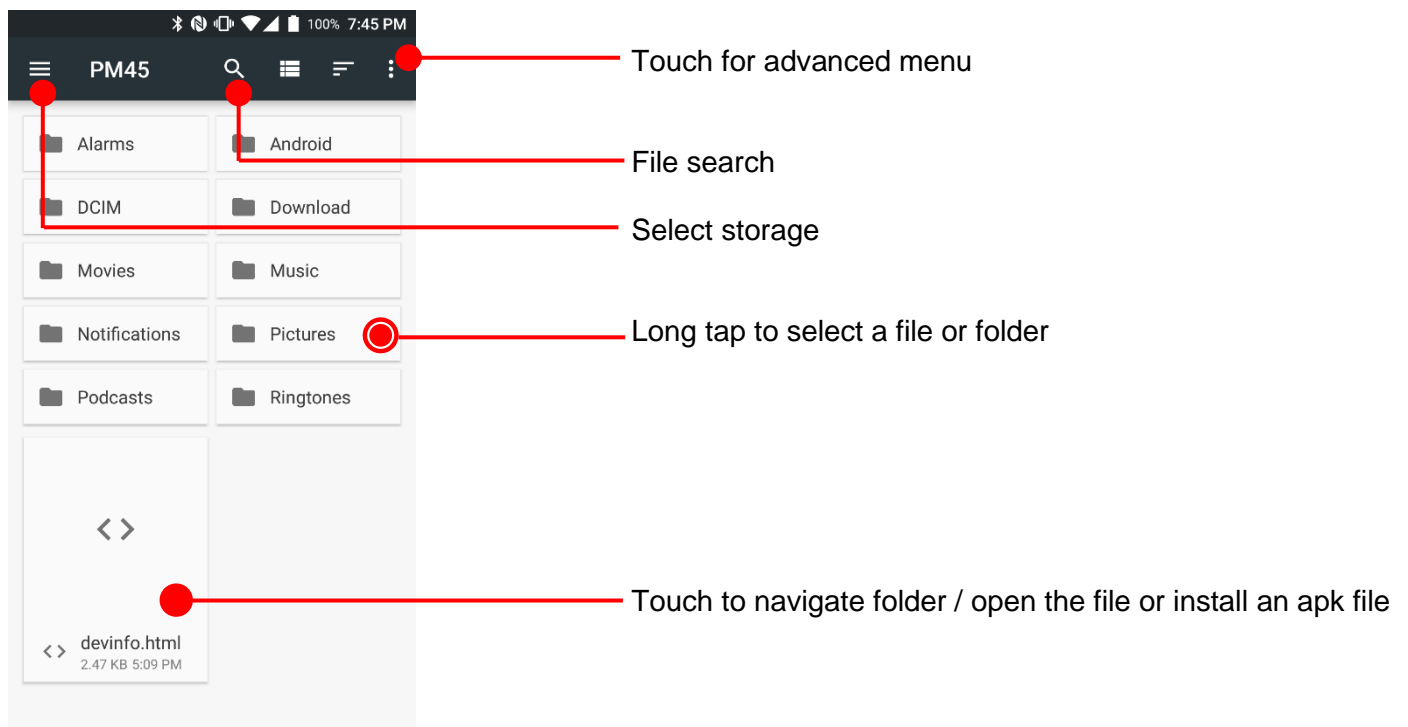 100% 7:45 PM
PM45
Touch for advanced menu
Alarms
Android
File search
DCIM
Download
Select storage
Movies
Music
Notifications
Pictures
Long tap to select a file or folder
Podcasts
Ringtones
Touch to navigate folder / open the file or install an apk file
devinfo.html
2.47 KB 5:09 PM